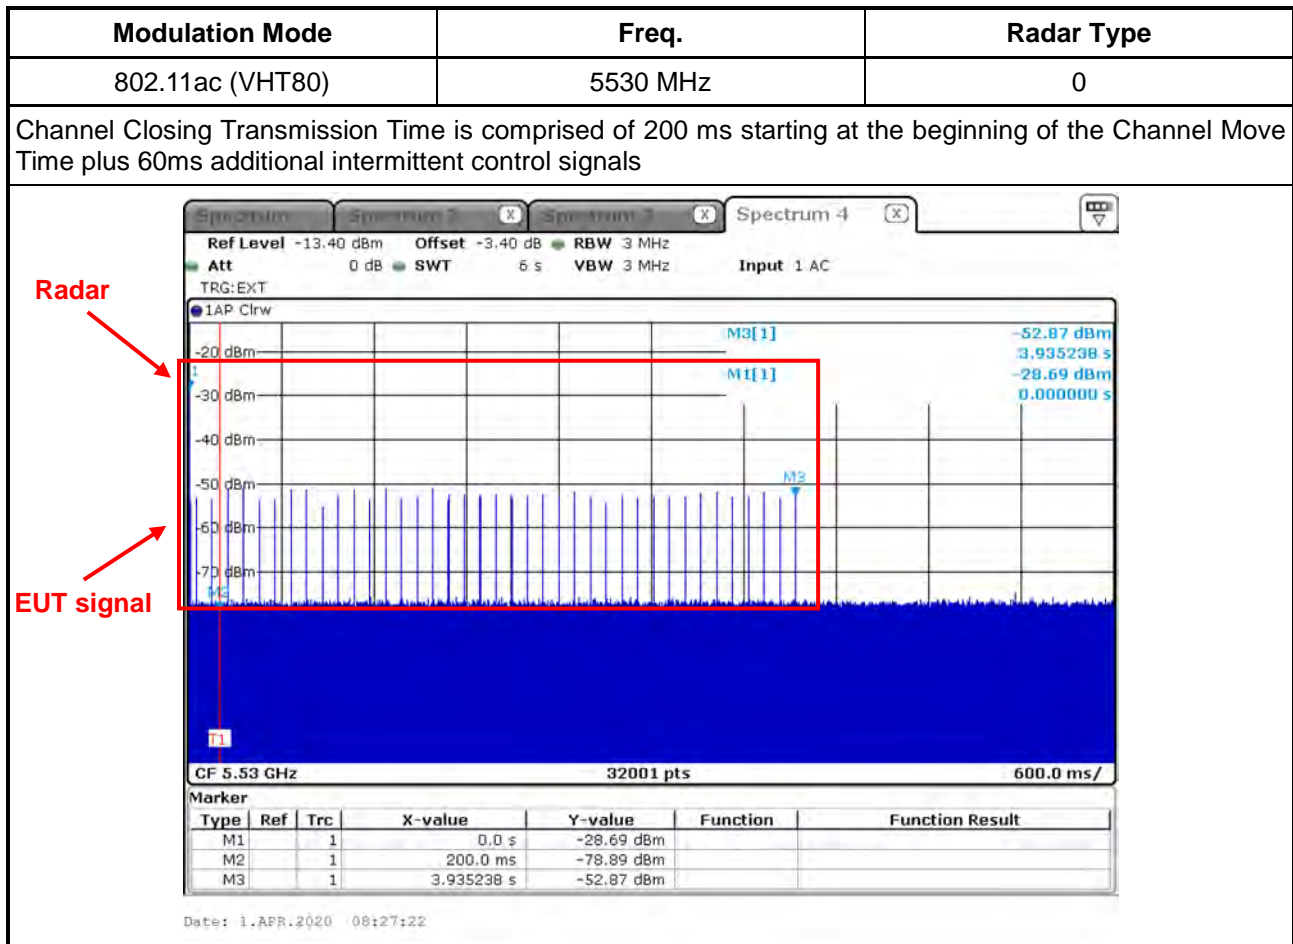 Modulation Mode Freq. Radar Type
802.11ac (VHT80) 5530 MHz 0
Channel Closing Transmission Time is comprised of 200 ms starting at the beginning of the Channel Move
Time plus 60ms additional intermittent control signals
Spectrum Spectrum 2 X Spectrum 3 X Spectrum 4 X
Ref Level -13.40 dBm Offset -3.40 dB RBW 3 MHz
Att 0 dB SWT 6 s VBW 3 MHz Input 1 AC
TRG:EXT
Radar
1AP Clrw
M3[1] -52.87 dBm
-20 dBm 3.935238 s
1 M1[1] -28.69 dBm
-30 dBm 0.000000 s
-40 dBm
M3
-50 dBm
-60 dBm
-70 dBm
M2
EUT signal
T1
CF 5.53 GHz 32001 pts 600.0 ms/
Marker
Type Ref Trc X-value Y-value Function Function Result
M1 1 0.0 s -28.69 dBm
M2 1 200.0 ms -78.89 dBm
M3 1 3.935238 s -52.87 dBm
Date: 1.APR.2020 08:27:22